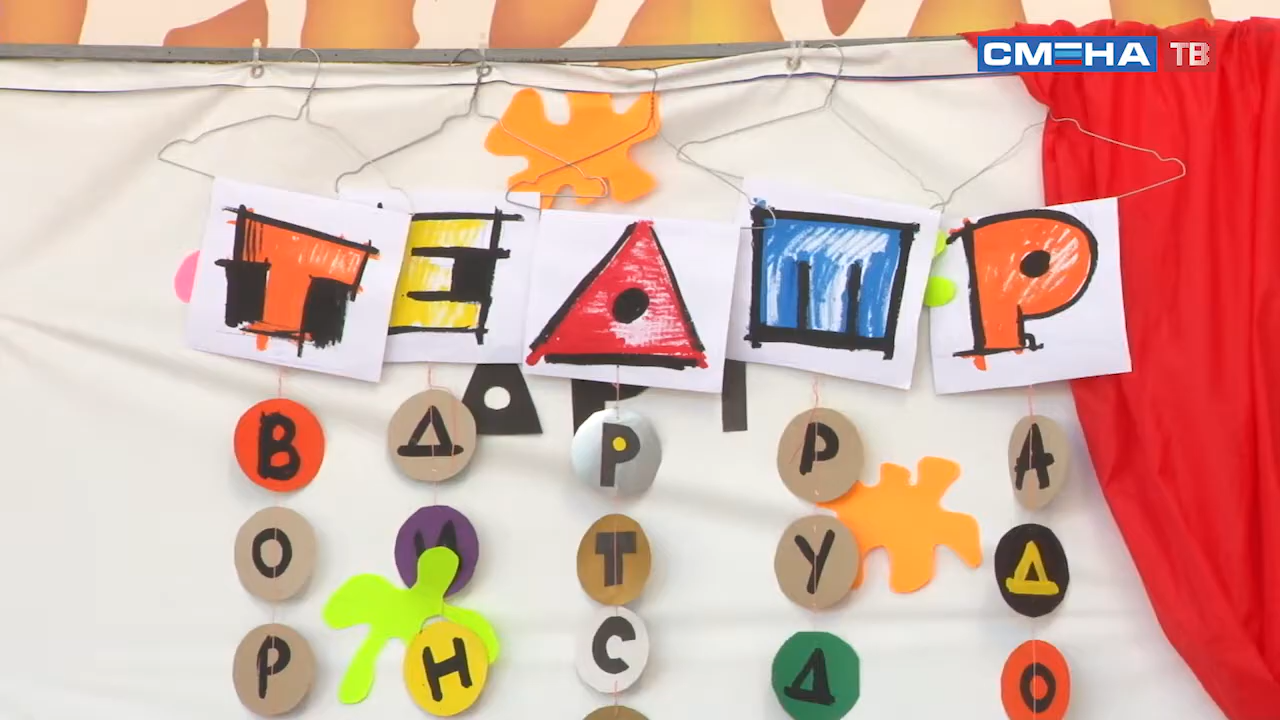 СМЕНА ТВ
ТЕАТР
В Д Р Р А
О И Т У Д
Р Н С Д О